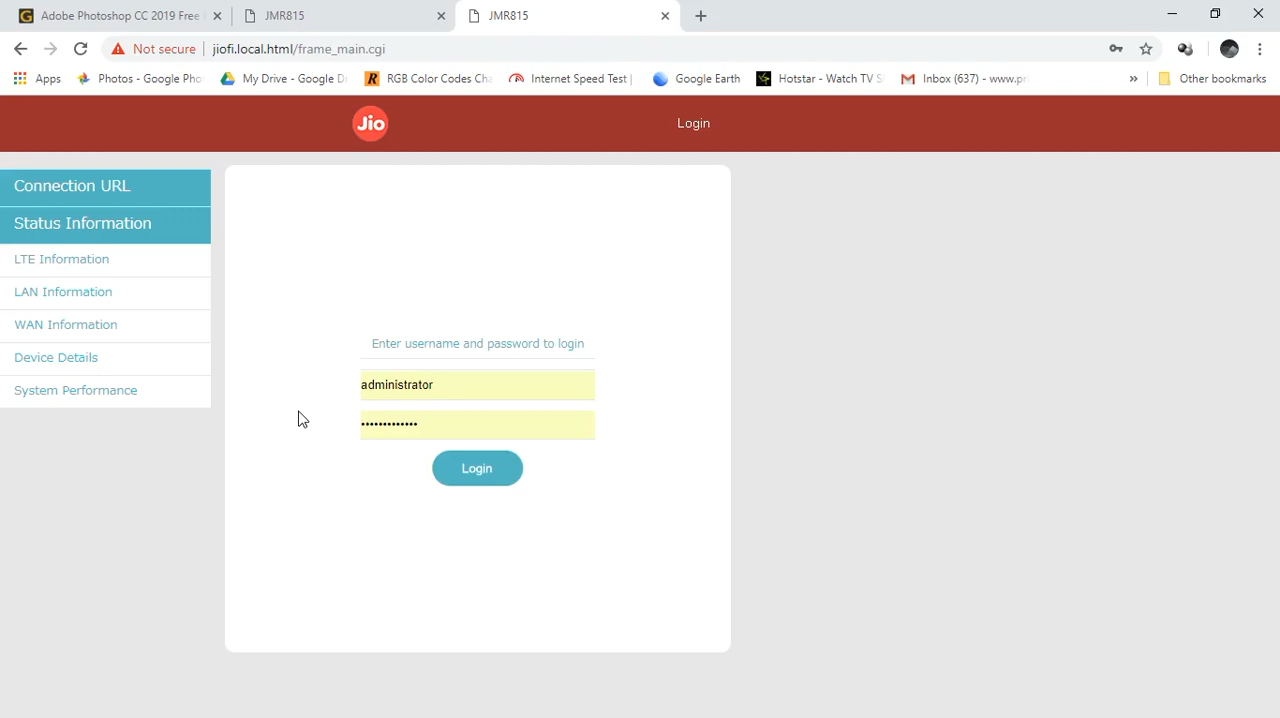 Adobe Photoshop CC 2019 Free
JMR815
JMR815
Not secure
jiofi.local.html/frame_main.cgi
Apps
Photos - Google Pho
My Drive - Google D
RGB Color Codes Cha
Internet Speed Test |
Google Earth
Hotstar - Watch TV S
Inbox (637) - www.pr
Other bookmarks
Jio
Login
Connection URL
Status Information
LTE Information
LAN Information
WAN Information
Device Details
System Performance
Enter username and password to login
administrator
•••••••••••••
Login